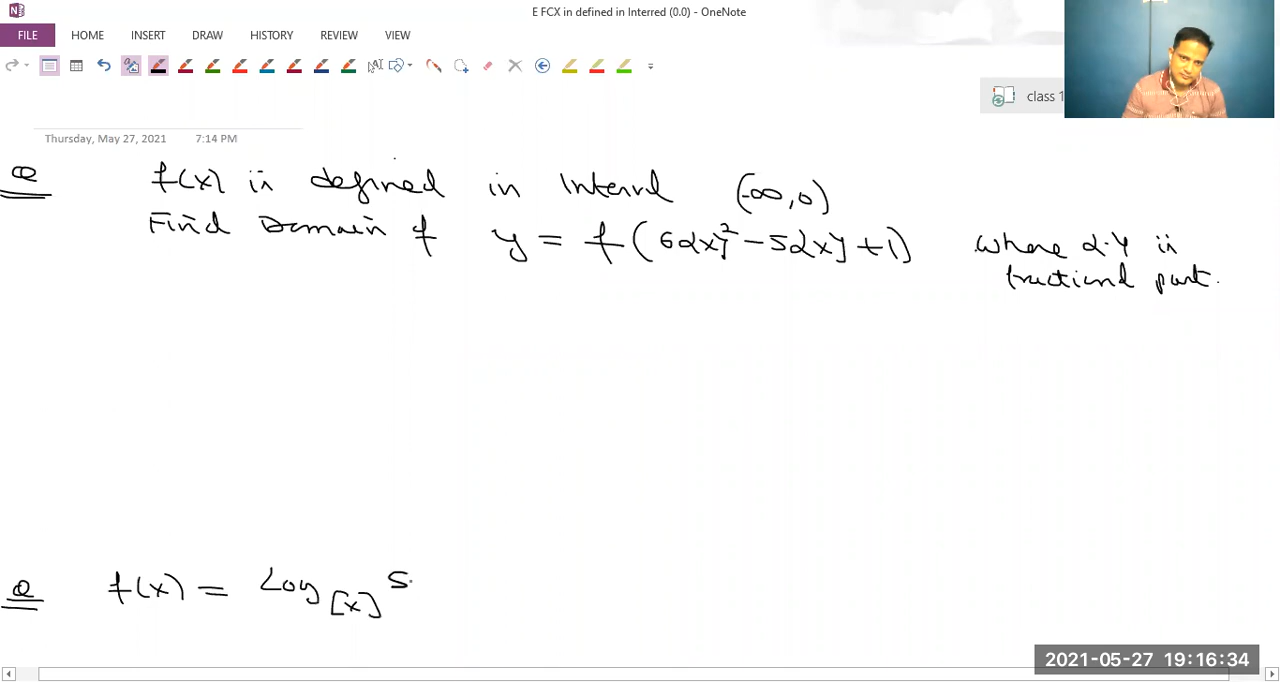 E FCX in defined in Interred (0.0) - OneNote
FILE HOME INSERT DRAW HISTORY REVIEW VIEW
class 1
Thursday, May 27, 2021 7:14 PM
Q f(x) is defined in Interval (-∞,0)
Find Domain of y = f(6{x}² - 5{x} + 1) where {.} is
fractional part.
Q f(x) = Log [x] 5
2021-05-27 19:16:34